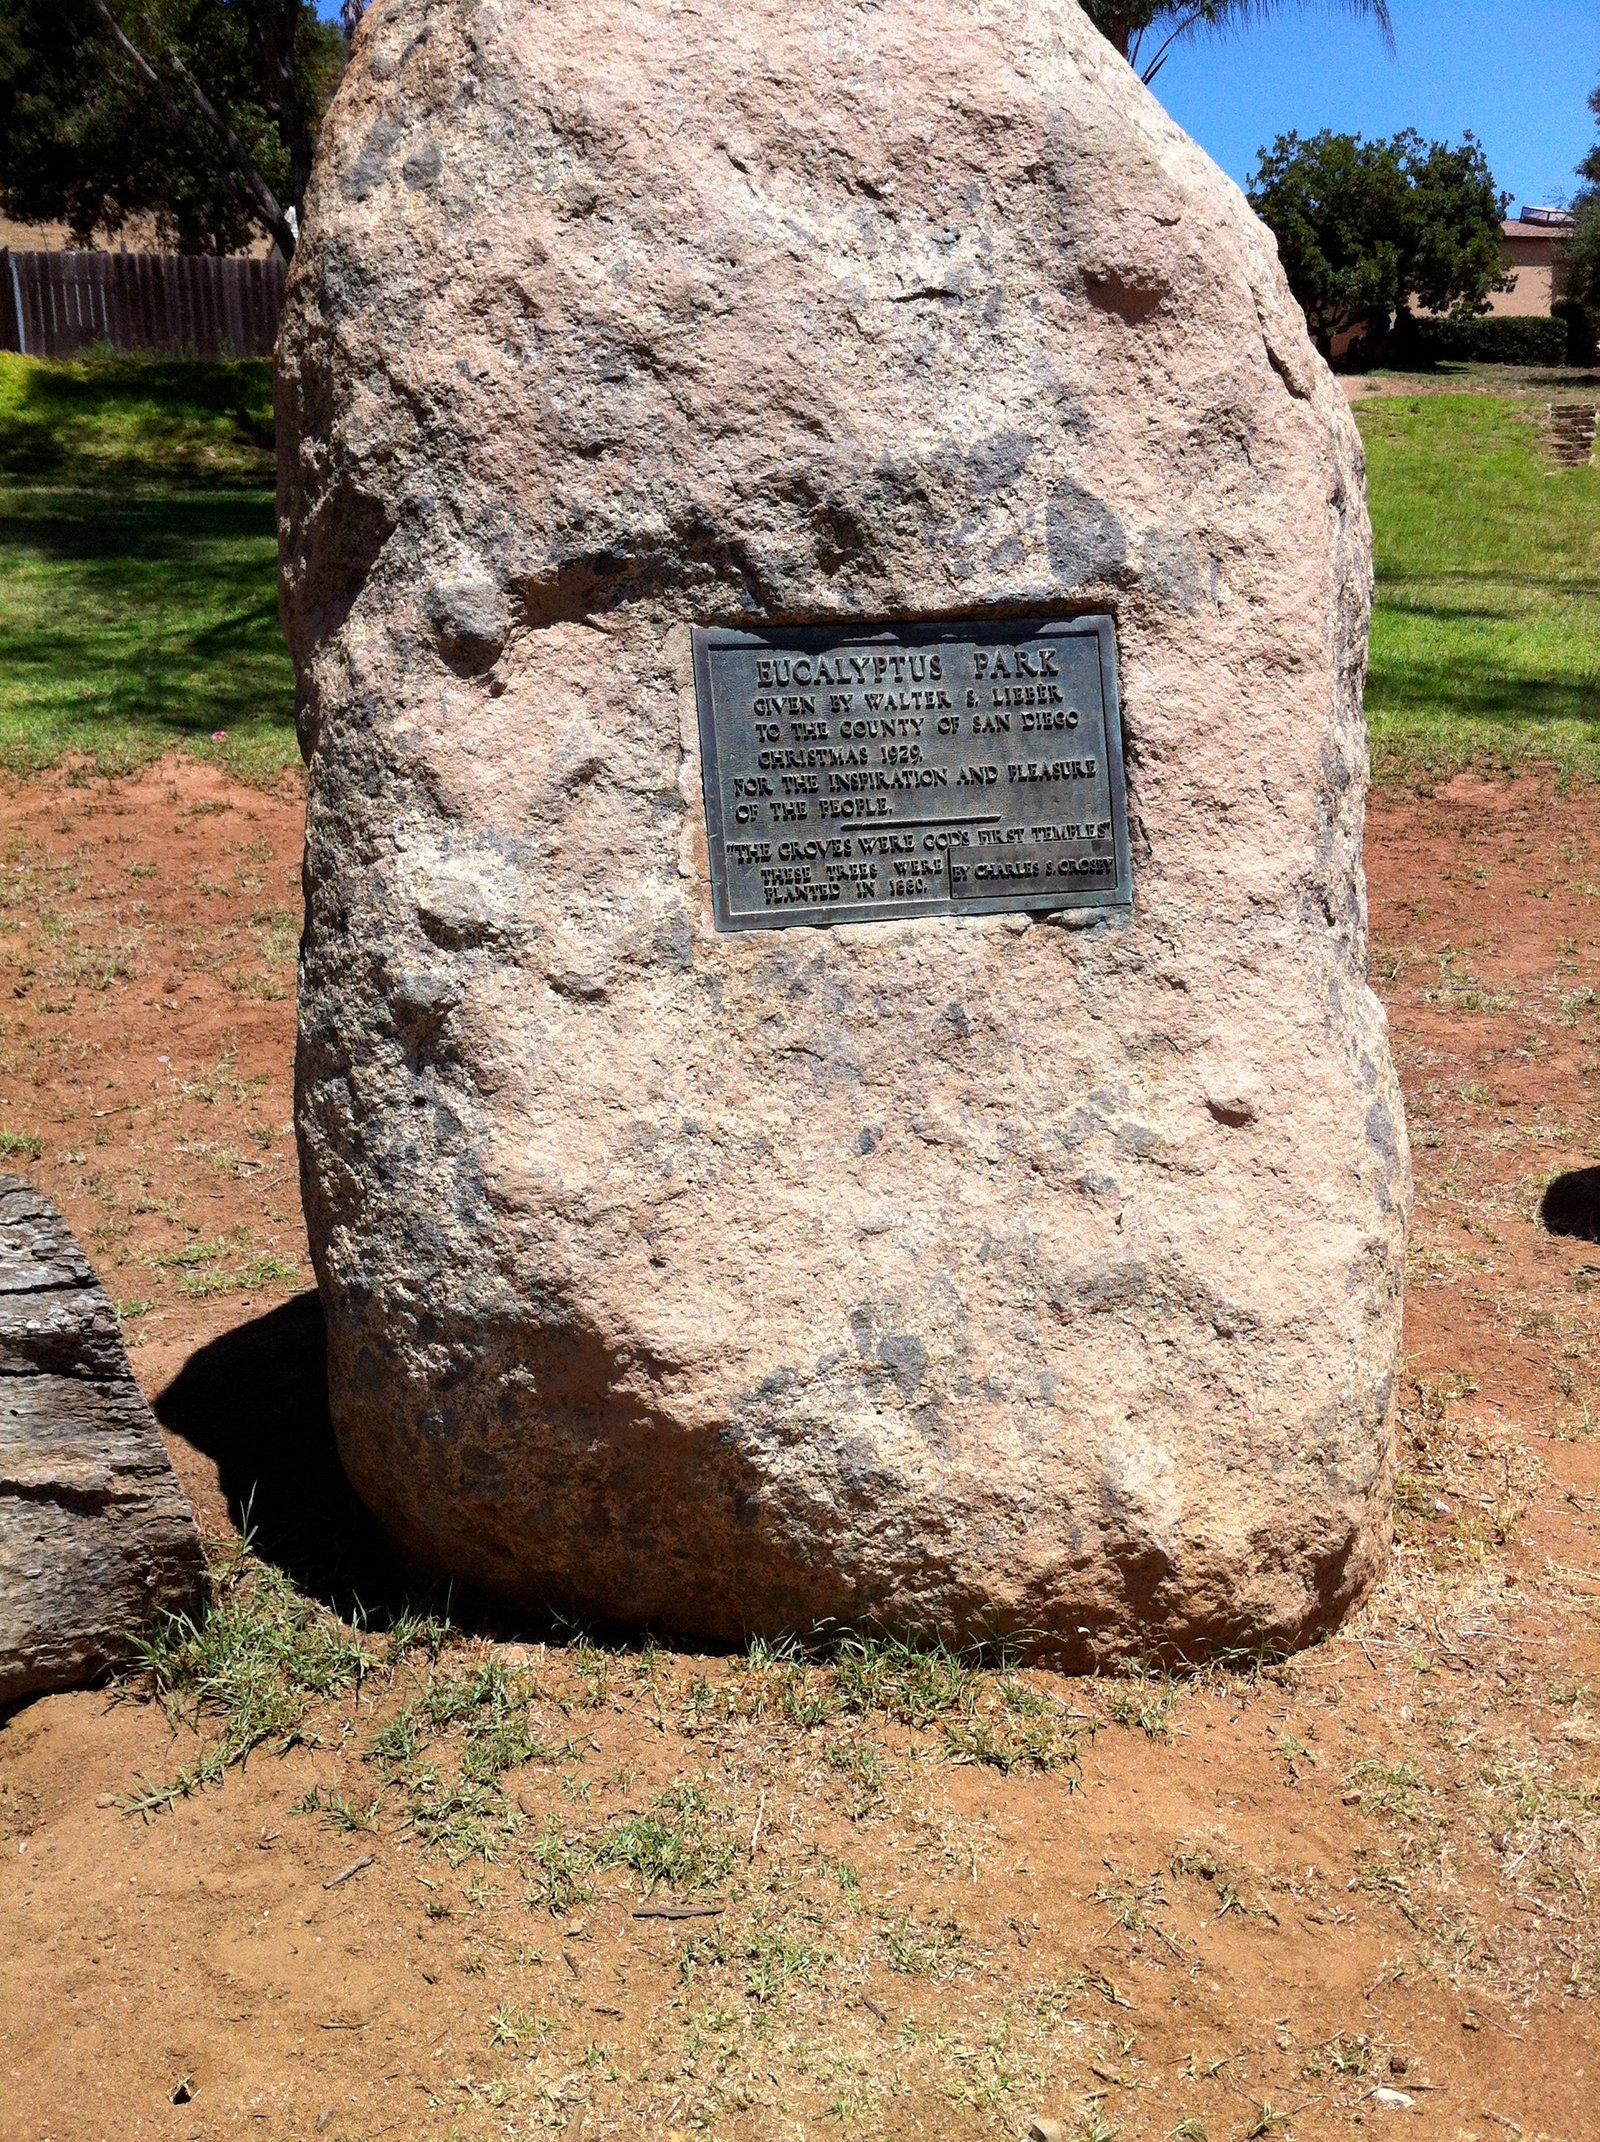 EUCALYPTUS PARK
GIVEN BY WALTER S. LIEBER
TO THE COUNTY OF SAN DIEGO
CHRISTMAS 1929.
FOR THE INSPIRATION AND PLEASURE
OF THE PEOPLE.
"THE GROVES WERE GOD'S FIRST TEMPLES"
THESE TREES WERE BY CHARLES S. CROSBY
PLANTED IN 1880.